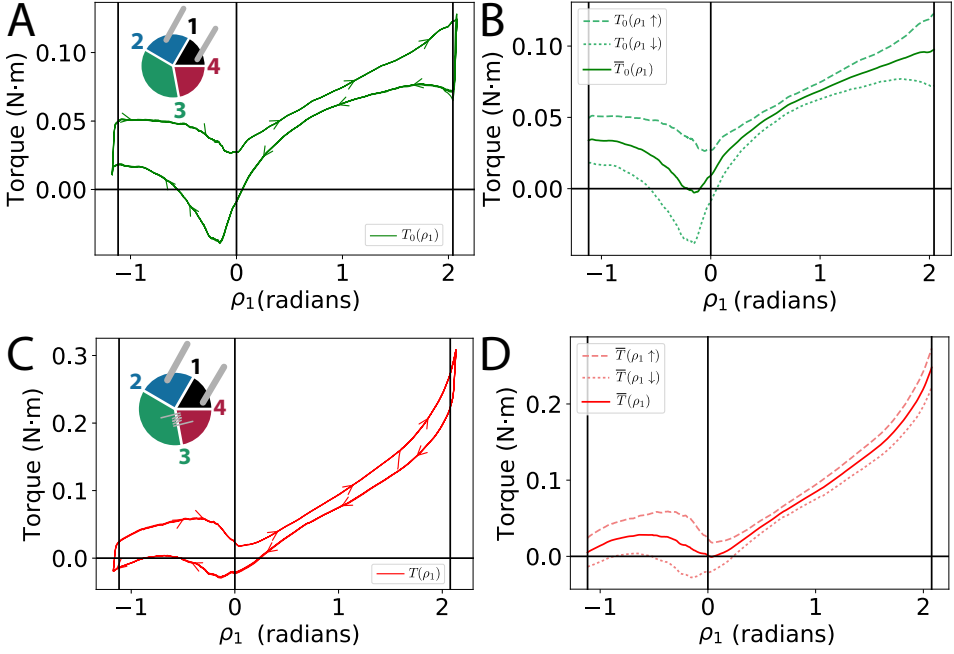 A
1
2
4
3
Torque (N·m)
0.10
0.05
0.00
T₀(ρ₁)
−1
0
1
2
ρ₁(radians)
B
T₀(ρ₁ ↑)
T₀(ρ₁ ↓)
T̅₀(ρ₁)
Torque (N·m)
0.10
0.05
0.00
−1
0
1
2
ρ₁(radians)
C
1
2
4
3
Torque (N·m)
0.3
0.2
0.1
0.0
T(ρ₁)
−1
0
1
2
ρ₁ (radians)
D
T̅(ρ₁ ↑)
T̅(ρ₁ ↓)
T̅(ρ₁)
Torque (N·m)
0.2
0.1
0.0
−1
0
1
2
ρ₁ (radians)